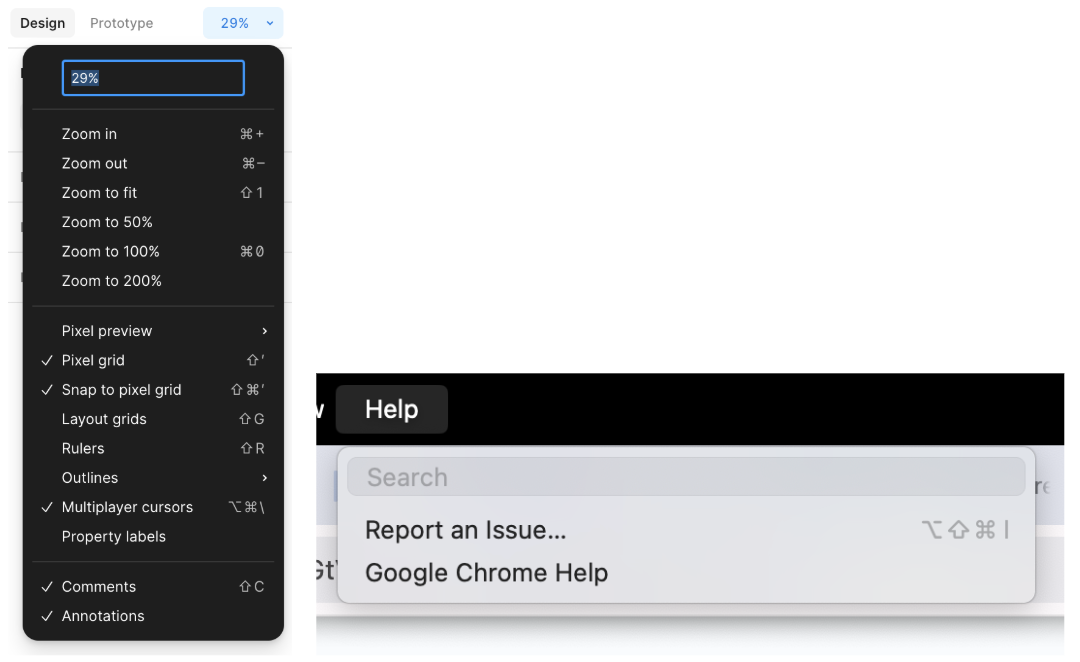 Design Prototype 29%
29%
Zoom in ⌘+
Zoom out ⌘−
Zoom to fit ⇧1
Zoom to 50%
Zoom to 100% ⌘0
Zoom to 200%
Pixel preview
Pixel grid ⇧'
Snap to pixel grid ⇧⌘'
Layout grids ⇧G
Rulers ⇧R
Outlines
Multiplayer cursors ⌥⌘\
Property labels
Comments ⇧C
Annotations
Help
Search
Report an Issue... ⌥⇧⌘I
Google Chrome Help